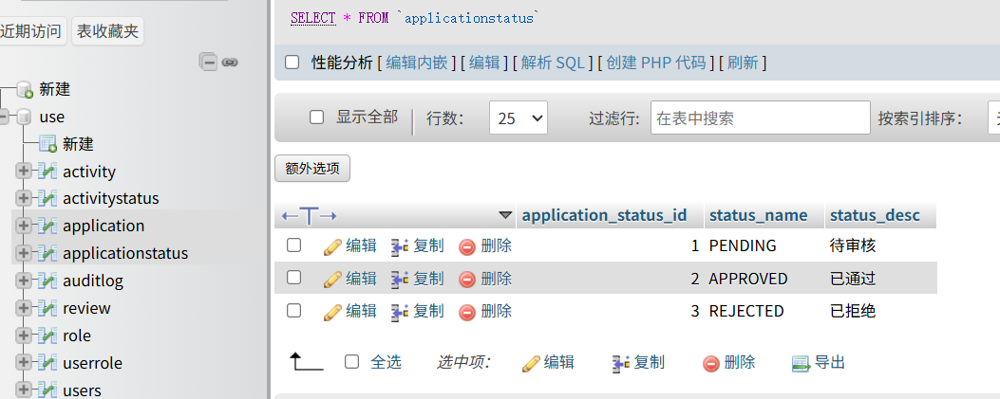 近期访问 表收藏夹
新建
use
新建
activity
activitystatus
application
applicationstatus
auditlog
review
role
userrole
users
SELECT * FROM `applicationstatus`
性能分析 [ 编辑内嵌 ] [ 编辑 ] [ 解析 SQL ] [ 创建 PHP 代码 ] [ 刷新 ]
显示全部 行数： 25 过滤行: 在表中搜索 按索引排序：
额外选项
application_status_id status_name status_desc
编辑 复制 删除 1 PENDING 待审核
编辑 复制 删除 2 APPROVED 已通过
编辑 复制 删除 3 REJECTED 已拒绝
全选 选中项： 编辑 复制 删除 导出